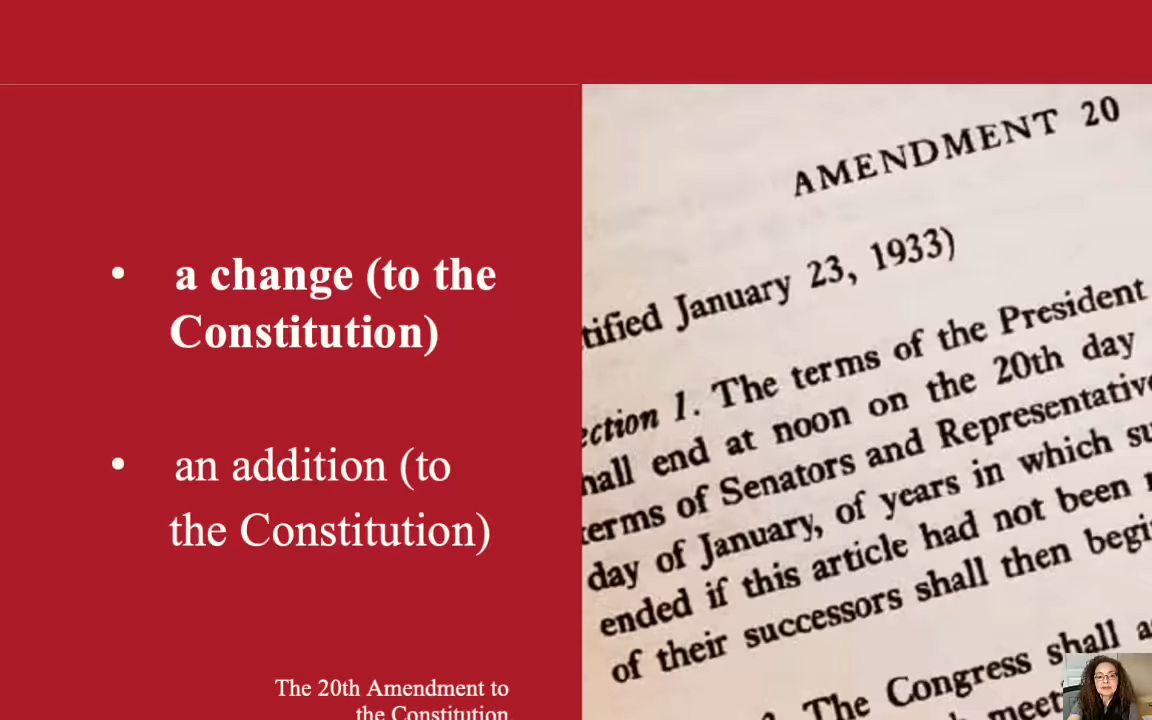 • a change (to the
Constitution)
• an addition (to
the Constitution)
The 20th Amendment to
the Constitution
AMENDMENT 20
tified January 23, 1933)
ection 1. The terms of the President
hall end at noon on the 20th day
terms of Senators and Representative
day of January, of years in which su
ended if this article had not been
of their successors shall then begi
The Congress shall a
meet